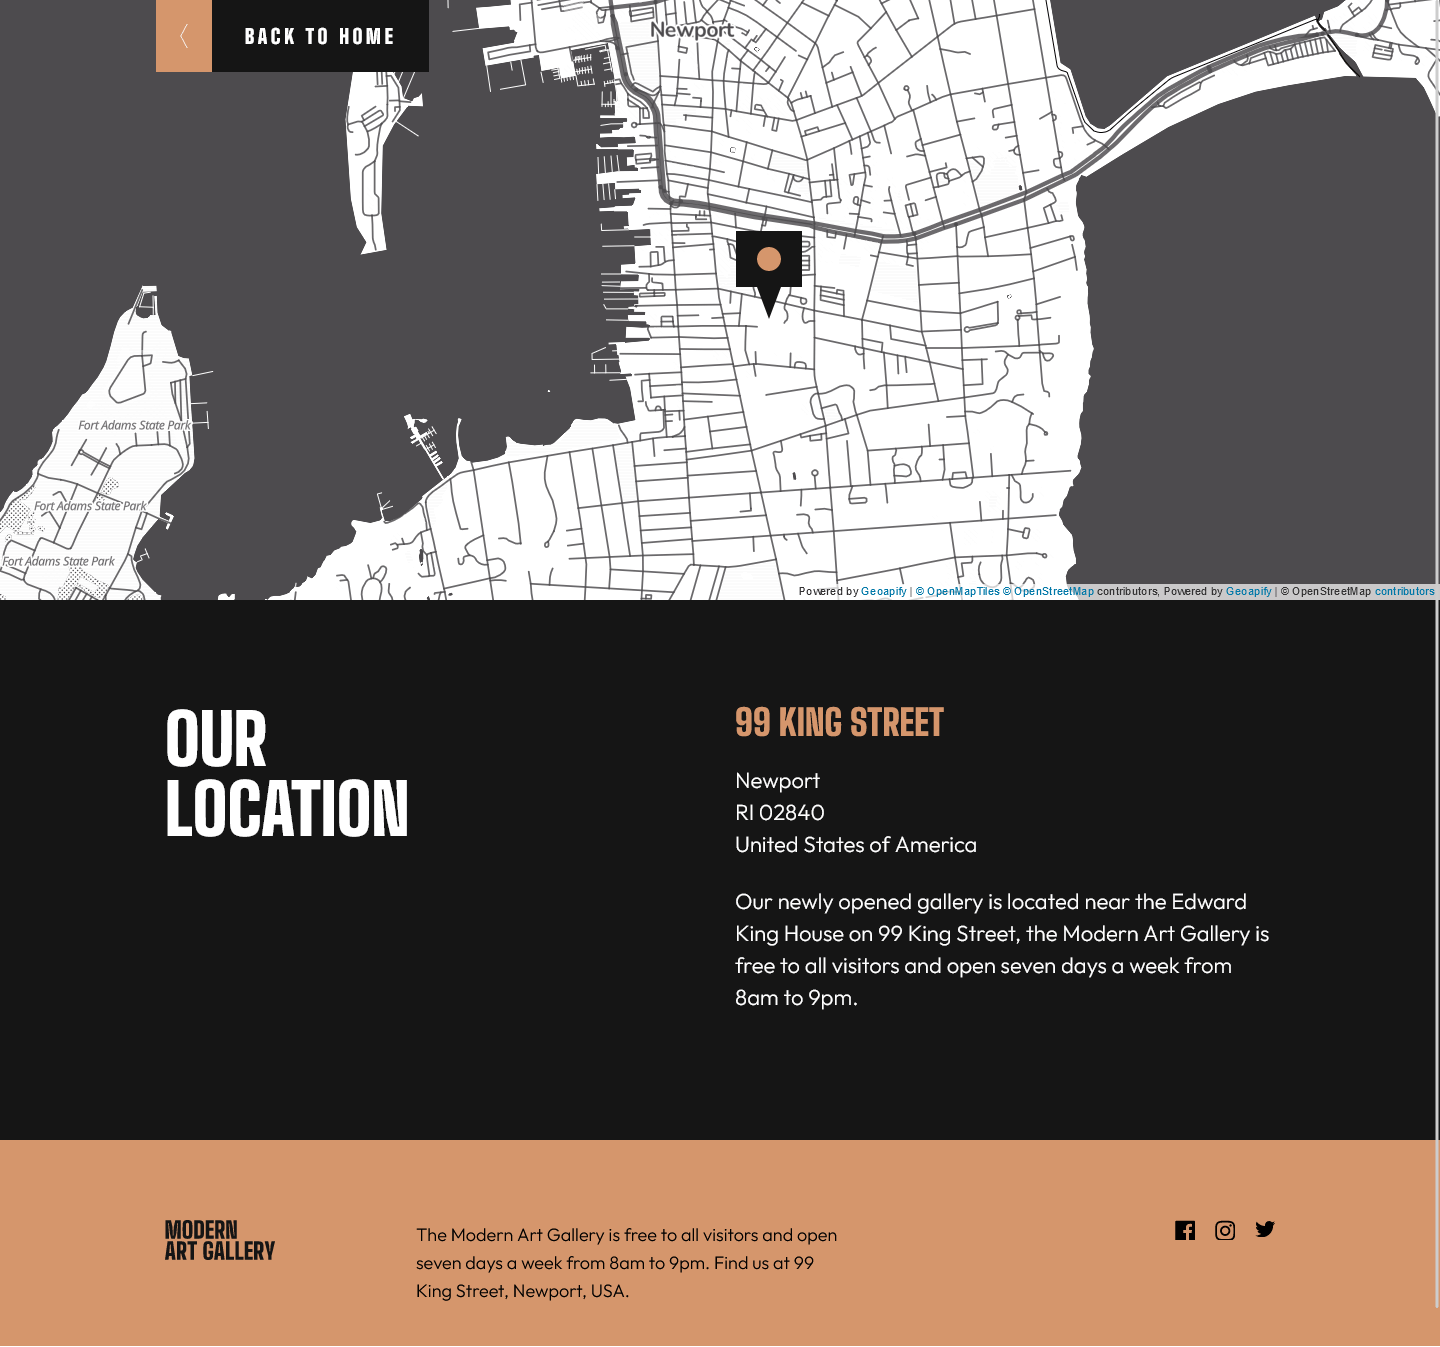 BACK TO HOME
Newport
Fort Adams State Park
Fort Adams State Park
Fort Adams State Park
Powered by Geoapify | © OpenMapTiles © OpenStreetMap contributors, Powered by Geoapify | © OpenStreetMap contributors
OUR
LOCATION
99 KING STREET
Newport
RI 02840
United States of America
Our newly opened gallery is located near the Edward
King House on 99 King Street, the Modern Art Gallery is
free to all visitors and open seven days a week from
8am to 9pm.
MODERN
ART GALLERY
The Modern Art Gallery is free to all visitors and open
seven days a week from 8am to 9pm. Find us at 99
King Street, Newport, USA.